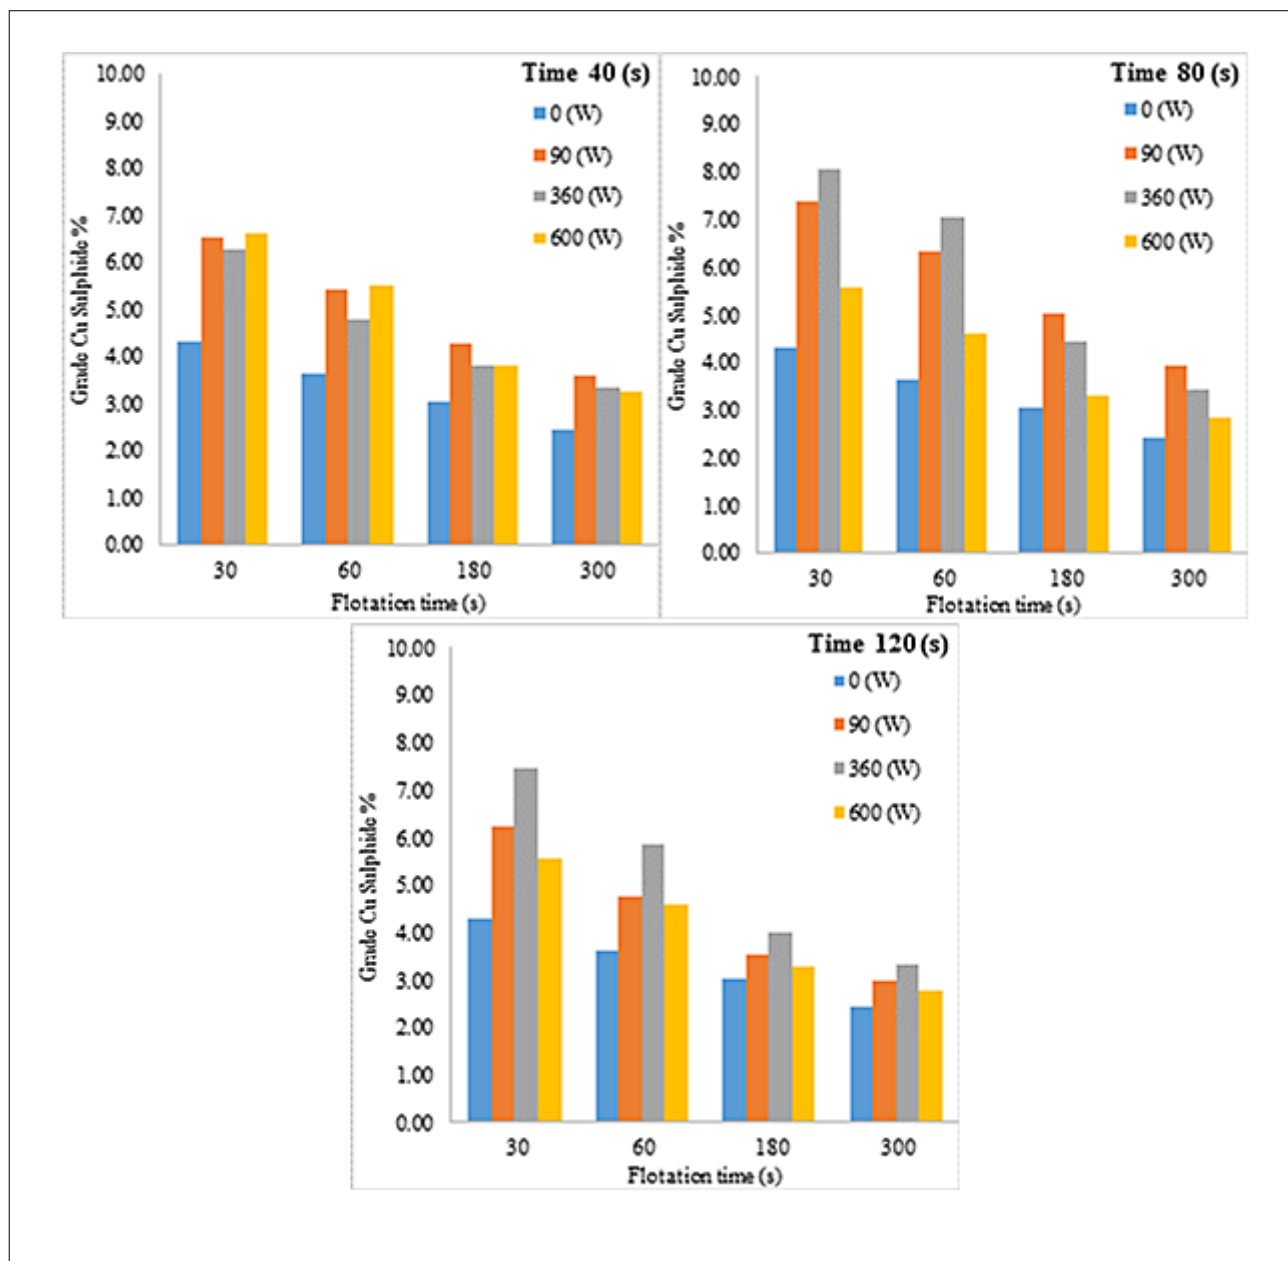 Time 40 (s)
10.00
9.00
8.00
7.00
6.00
5.00
4.00
3.00
2.00
1.00
0.00
Grade Cu Sulphide %
0 (W)
90 (W)
360 (W)
600 (W)
30 60 180 300
Flotation time (s)
Time 80 (s)
10.00
9.00
8.00
7.00
6.00
5.00
4.00
3.00
2.00
1.00
0.00
Grade Cu Sulphide %
0 (W)
90 (W)
360 (W)
600 (W)
30 60 180 300
Flotation time (s)
Time 120 (s)
10.00
9.00
8.00
7.00
6.00
5.00
4.00
3.00
2.00
1.00
0.00
Grade Cu Sulphide %
0 (W)
90 (W)
360 (W)
600 (W)
30 60 180 300
Flotation time (s)